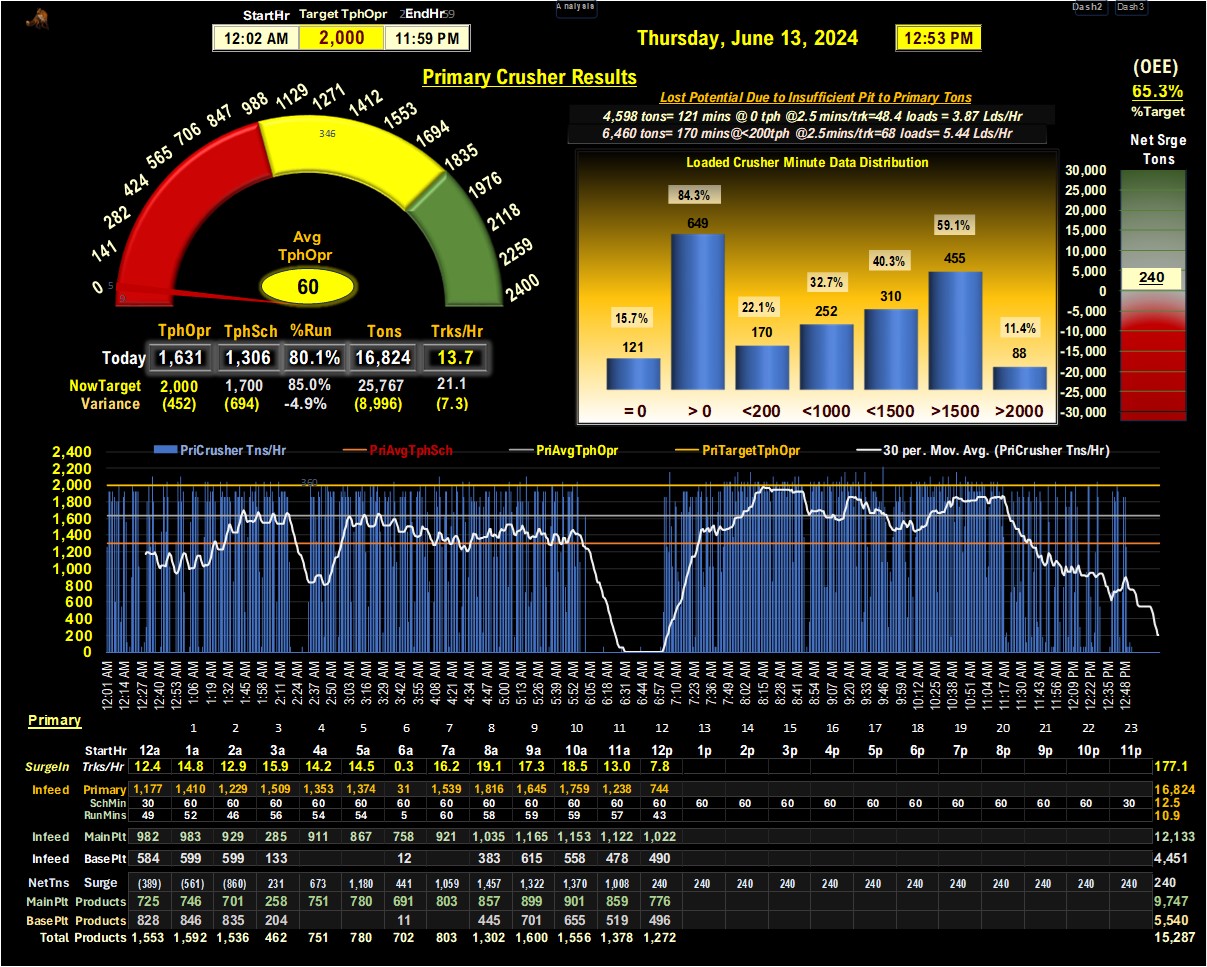 Analysis
Dash2 Dash3
StartHr Target TphOpr EndHr
12:02 AM 2,000 11:59 PM
Thursday, June 13, 2024 12:53 PM
Primary Crusher Results
(OEE)
65.3%
%Target
Net Srge
Tons
Lost Potential Due to Insufficient Pit to Primary Tons
4,598 tons= 121 mins @ 0 tph @2.5 mins/trk=48.4 loads = 3.87 Lds/Hr
6,460 tons= 170 mins@<200tph @2.5mins/trk=68 loads= 5.44 Lds/Hr
0 141 282 424 565 706 847 988 1129 1271 1412 1553 1694 1835 1976 2118 2259 2400
346
5
9
Avg
TphOpr
60
Loaded Crusher Minute Data Distribution
15.7% 84.3% 22.1% 32.7% 40.3% 59.1% 11.4%
121 649 170 252 310 455 88
= 0 > 0 <200 <1000 <1500 >1500 >2000
30,000
25,000
20,000
15,000
10,000
5,000
0
-5,000
-10,000
-15,000
-20,000
-25,000
-30,000
240
TphOpr TphSch %Run Tons Trks/Hr
Today 1,631 1,306 80.1% 16,824 13.7
NowTarget 2,000 1,700 85.0% 25,767 21.1
Variance (452) (694) -4.9% (8,996) (7.3)
PriCrusher Tns/Hr PriAvgTphSch PriAvgTphOpr PriTargetTphOpr 30 per. Mov. Avg. (PriCrusher Tns/Hr)
2,400
2,200
2,000
1,800
1,600
1,400
1,200
1,000
800
600
400
200
0
360
12:01 AM 12:14 AM 12:27 AM 12:40 AM 12:53 AM 1:06 AM 1:19 AM 1:32 AM 1:45 AM 1:58 AM 2:11 AM 2:24 AM 2:37 AM 2:50 AM 3:03 AM 3:16 AM 3:29 AM 3:42 AM 3:55 AM 4:08 AM 4:21 AM 4:34 AM 4:47 AM 5:00 AM 5:13 AM 5:26 AM 5:39 AM 5:52 AM 6:05 AM 6:18 AM 6:31 AM 6:44 AM 6:57 AM 7:10 AM 7:23 AM 7:36 AM 7:49 AM 8:02 AM 8:15 AM 8:28 AM 8:41 AM 8:54 AM 9:07 AM 9:20 AM 9:33 AM 9:46 AM 9:59 AM 10:12 AM 10:25 AM 10:38 AM 10:51 AM 11:04 AM 11:17 AM 11:30 AM 11:43 AM 11:56 AM 12:09 PM 12:22 PM 12:35 PM 12:48 PM
Primary
1 2 3 4 5 6 7 8 9 10 11 12 13 14 15 16 17 18 19 20 21 22 23
StartHr 12a 1a 2a 3a 4a 5a 6a 7a 8a 9a 10a 11a 12p 1p 2p 3p 4p 5p 6p 7p 8p 9p 10p 11p
SurgeIn Trks/Hr 12.4 14.8 12.9 15.9 14.2 14.5 0.3 16.2 19.1 17.3 18.5 13.0 7.8 177.1
Infeed Primary 1,177 1,410 1,229 1,509 1,353 1,374 31 1,539 1,816 1,645 1,759 1,238 744 16,824
SchMin 30 60 60 60 60 60 60 60 60 60 60 60 60 60 60 60 60 60 60 60 60 60 60 30 12.5
RunMins 49 52 46 56 54 54 5 60 58 59 59 57 43 10.9
Infeed MainPlt 982 983 929 285 911 867 758 921 1,035 1,165 1,153 1,122 1,022 12,133
Infeed BasePlt 584 599 599 133 12 383 615 558 478 490 4,451
NetTns Surge (389) (561) (860) 231 673 1,180 441 1,059 1,457 1,322 1,370 1,008 240 240 240 240 240 240 240 240 240 240 240 240 240
MainPlt Products 725 746 701 258 751 780 691 803 857 899 901 859 776 9,747
BasePlt Products 828 846 835 204 11 445 701 655 519 496 5,540
Total Products 1,553 1,592 1,536 462 751 780 702 803 1,302 1,600 1,556 1,378 1,272 15,287